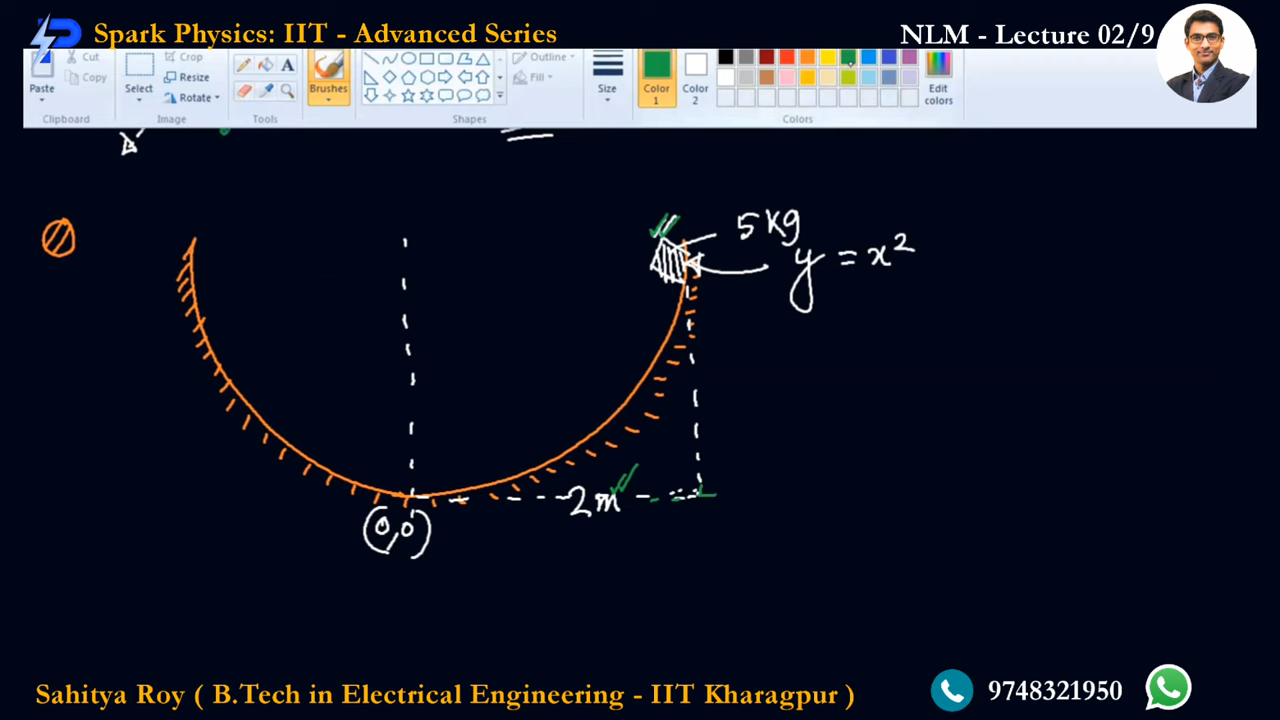 Spark Physics: IIT - Advanced Series
NLM - Lecture 02/9
Paste
Cut
Copy
Clipboard
Select
Crop
Resize
Rotate
Image
A
Tools
Brushes
Outline
Fill
Shapes
Size
Color 1
Color 2
Edit colors
Colors
5 Kg
y = x²
2m
(0,0)
Sahitya Roy ( B.Tech in Electrical Engineering - IIT Kharagpur )
9748321950